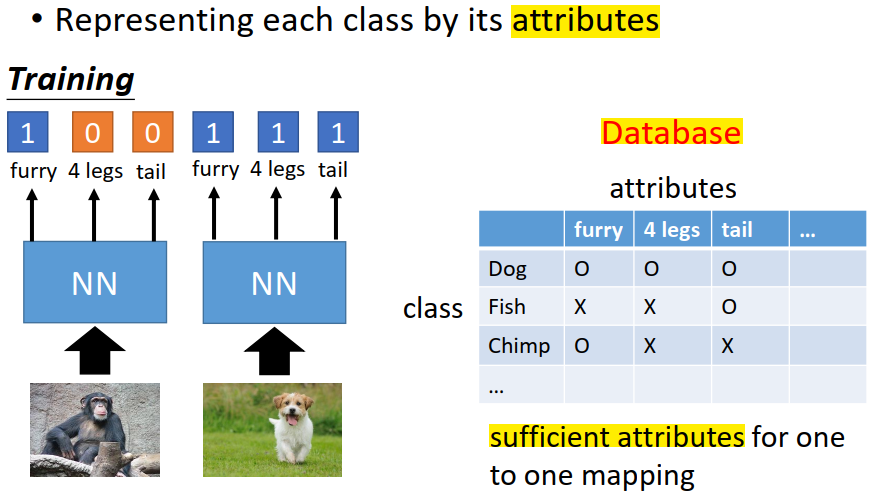 • Representing each class by its attributes
Training
1 0 0 1 1 1
furry 4 legs tail furry 4 legs tail
NN NN
Database
attributes
furry 4 legs tail ...
class
Dog O O O
Fish X X O
Chimp O X X
...
sufficient attributes for one
to one mapping